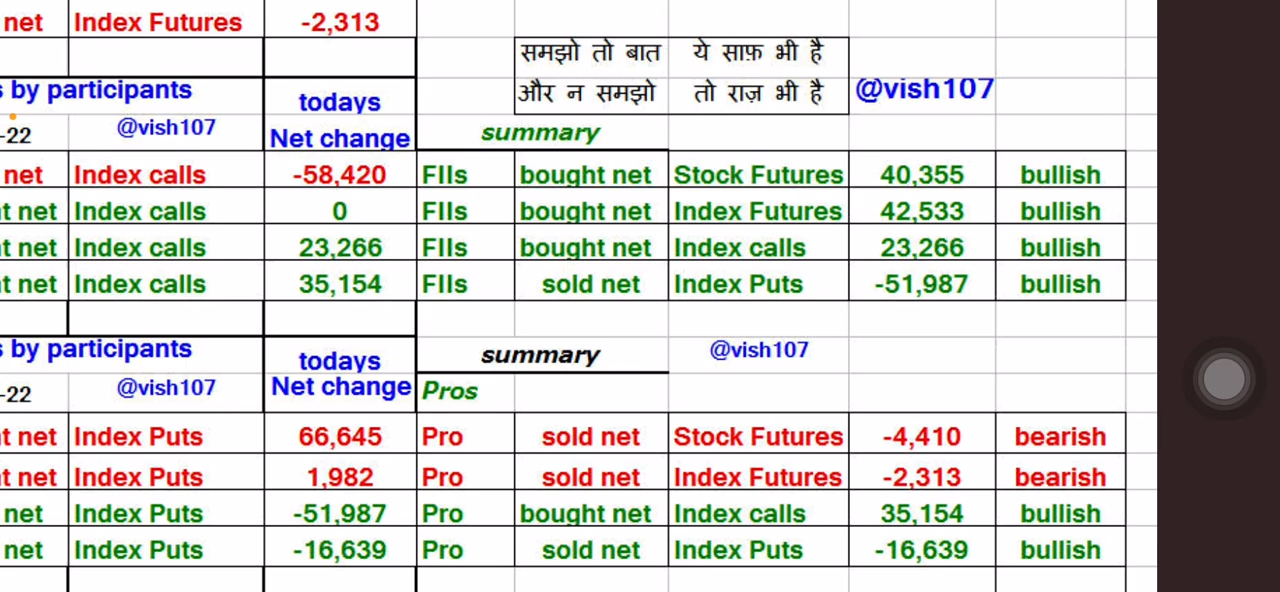 net Index Futures -2,313
समझो तो बात ये साफ़ भी है
s by participants todays और न समझो तो राज़ भी है @vish107
-22 @vish107 Net change summary
net Index calls -58,420 FIIs bought net Stock Futures 40,355 bullish
t net Index calls 0 FIIs bought net Index Futures 42,533 bullish
t net Index calls 23,266 FIIs bought net Index calls 23,266 bullish
t net Index calls 35,154 FIIs sold net Index Puts -51,987 bullish
s by participants todays summary @vish107
-22 @vish107 Net change Pros
t net Index Puts 66,645 Pro sold net Stock Futures -4,410 bearish
t net Index Puts 1,982 Pro sold net Index Futures -2,313 bearish
net Index Puts -51,987 Pro bought net Index calls 35,154 bullish
net Index Puts -16,639 Pro sold net Index Puts -16,639 bullish